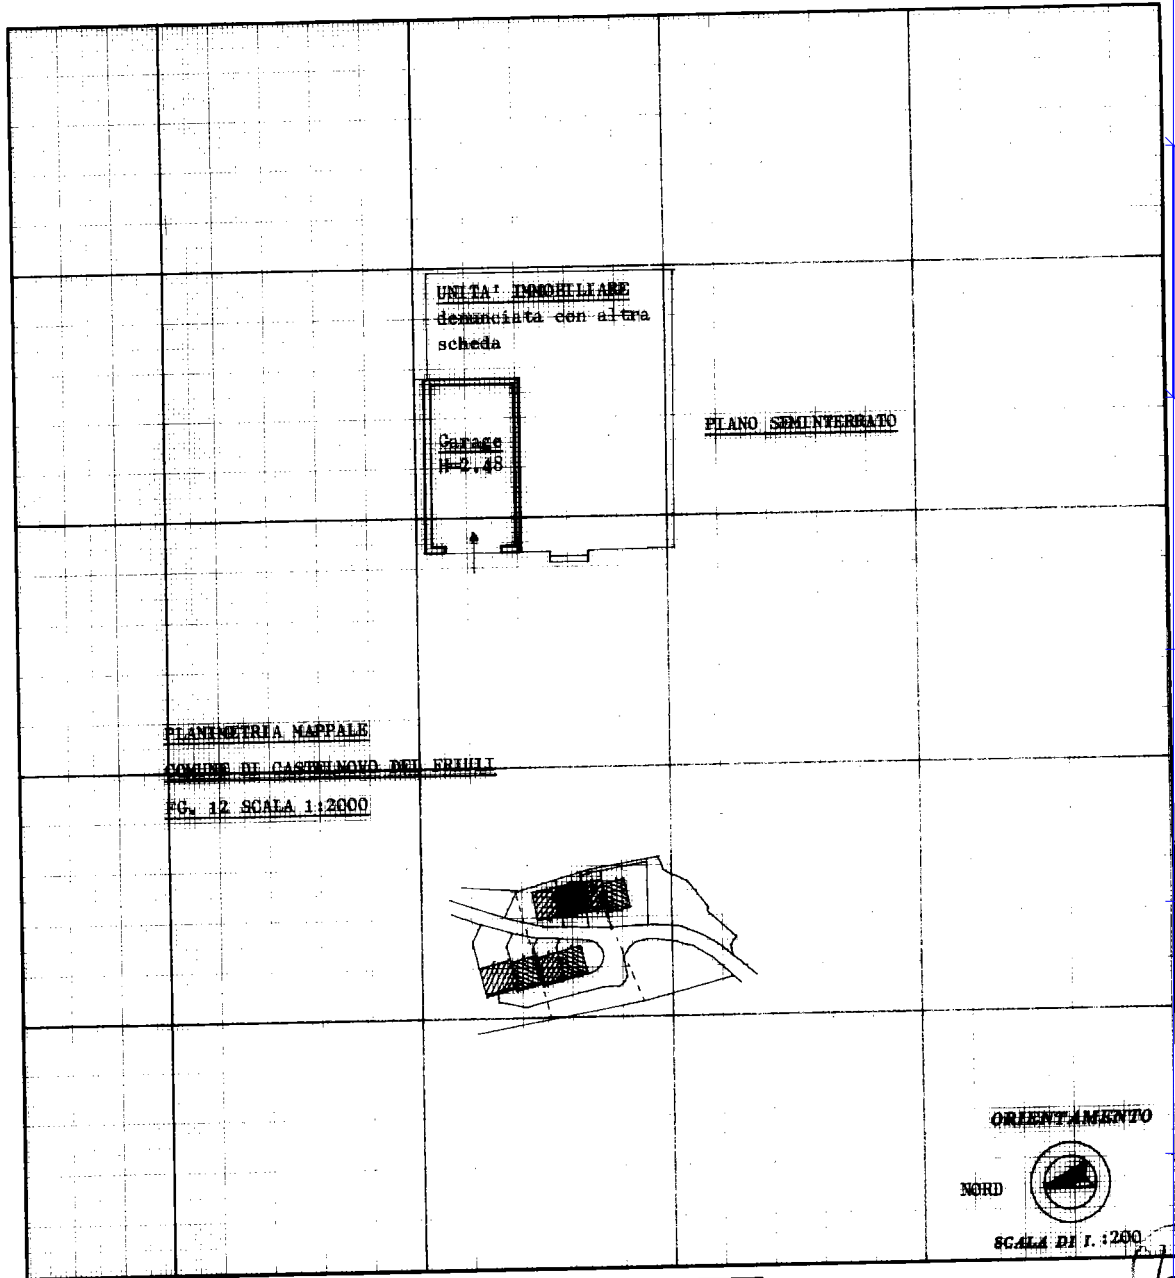 UNITA' IMMOBILIARE
denunciata con altra
scheda
Garage
H=2.48
PIANO SEMINTERRATO
PLANIMETRIA MAPPALE
COMUNE DI CASTELNOVO DEL FRIULI
FG. 12 SCALA 1:2000
ORIENTAMENTO
NORD
SCALA DI 1:200